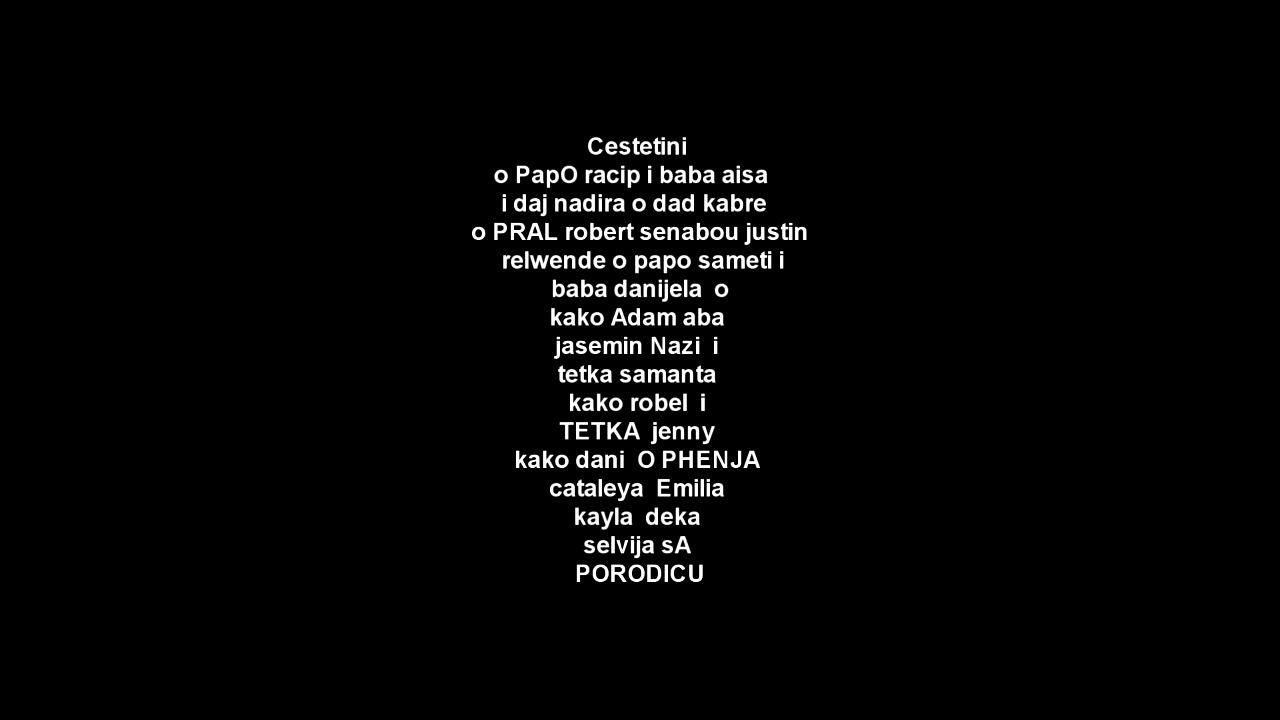 Cestetini
o PapO racip i baba aisa
i daj nadira o dad kabre
o PRAL robert senabou justin
relwende o papo sameti i
baba danijela  o
kako Adam aba
jasemin Nazi  i
tetka samanta
kako robel  i
TETKA  jenny
kako dani  O PHENJA
cataleya  Emilia
kayla  deka
selvija sA
PORODICU